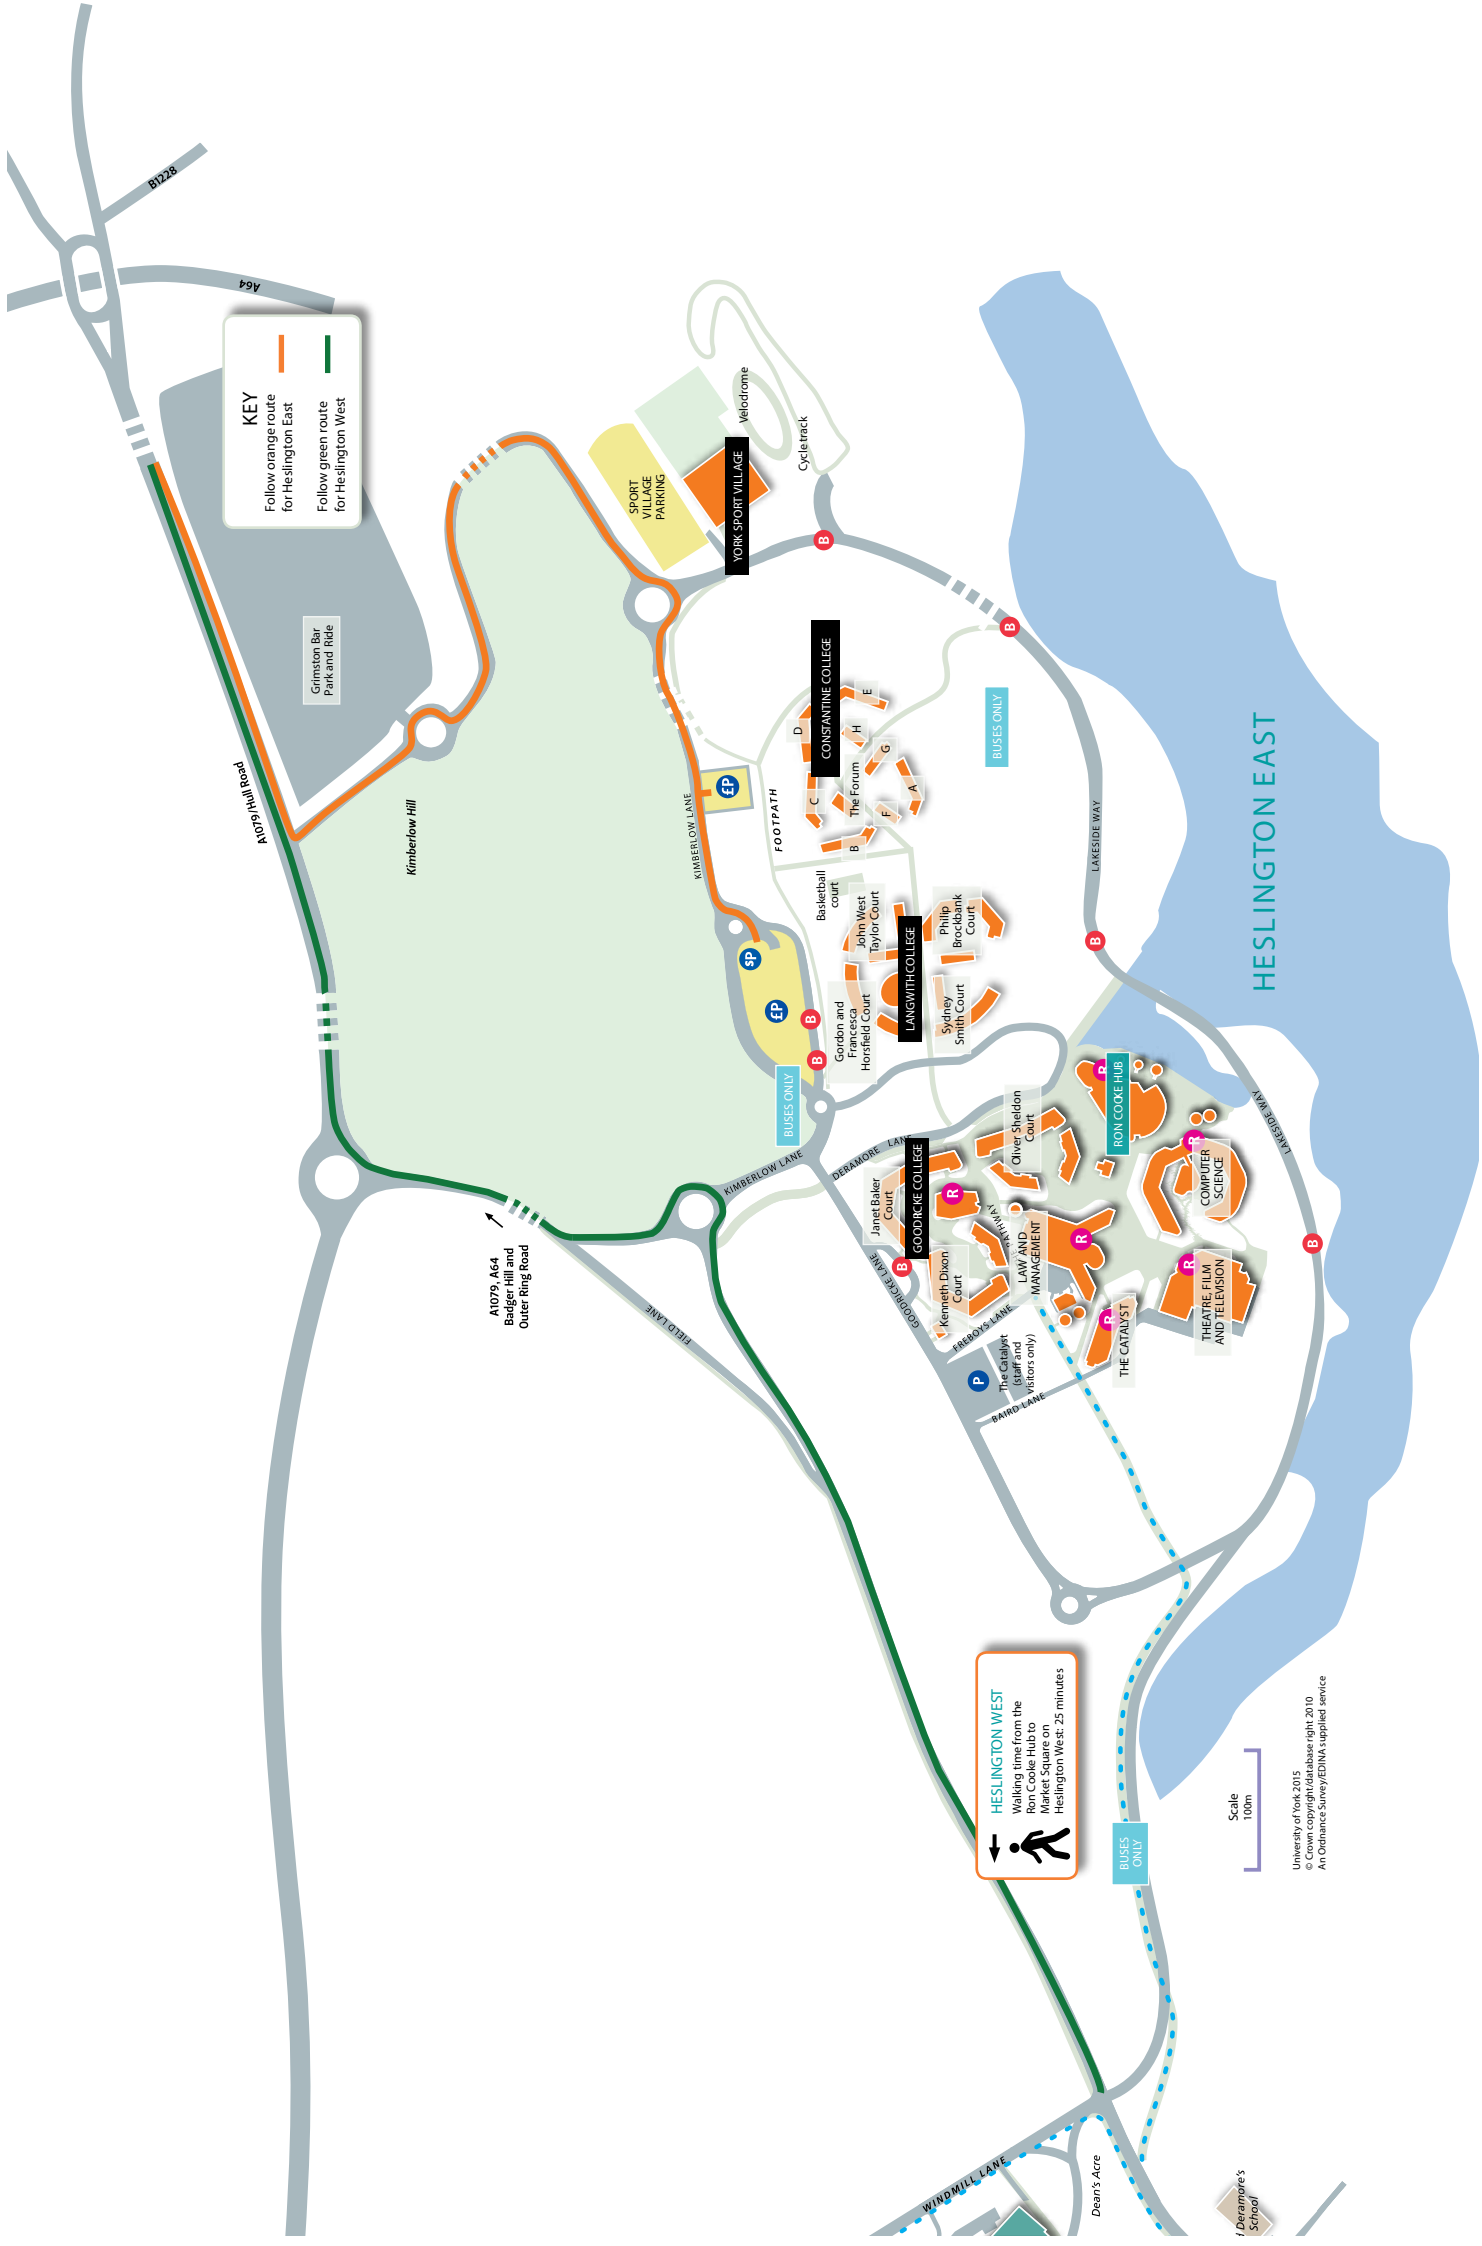 B1228
A64
KEY
Follow orange route
for Heslington East
Follow green route
for Heslington West
Grimston Bar
Park and Ride
A1079/Hull Road
Kimberlow Hill
SPORT
VILLAGE
PARKING
YORK SPORT VILLAGE
Velodrome
Cycle track
B
B
BUSES ONLY
CONSTANTINE COLLEGE
D
E
H
G
C
The Forum
A
F
B
KIMBERLOW LANE
£P
FOOTPATH
LAKESIDE WAY
HESLINGTON EAST
Basketball
court
John West
Taylor Court
Philip
Brockbank
Court
LANGWITH COLLEGE
Gordon and
Francesca
Horsfield Court
Sydney
Smith Court
$P
£P
B
B
B
BUSES ONLY
KIMBERLOW LANE
DERAMORE LANE
GOODRICKE COLLEGE
Janet Baker
Court
Oliver Sheldon
Court
R
RON COOKE HUB
R
COMPUTER
SCIENCE
R
LAKESIDE WAY
B
Kenneth Dixon
Court
LAW AND
MANAGEMENT
R
THEATRE, FILM
AND TELEVISION
R
THE CATALYST
R
B
GOODRICKE LANE
FREBOYS LANE
P
The Catalyst
(staff and
visitors only)
BAIRD LANE
A1079, A64
Badger Hill and
Outer Ring Road
FIELD LANE
HESLINGTON WEST
Walking time from the
Ron Cooke Hub to
Market Square on
Heslington West: 25 minutes
BUSES
ONLY
Scale
100m
University of York 2015
© Crown copyright/database right 2010
An Ordnance Survey/EDINA supplied service
WINDMILL LANE
Dean's Acre
Deramore's
School